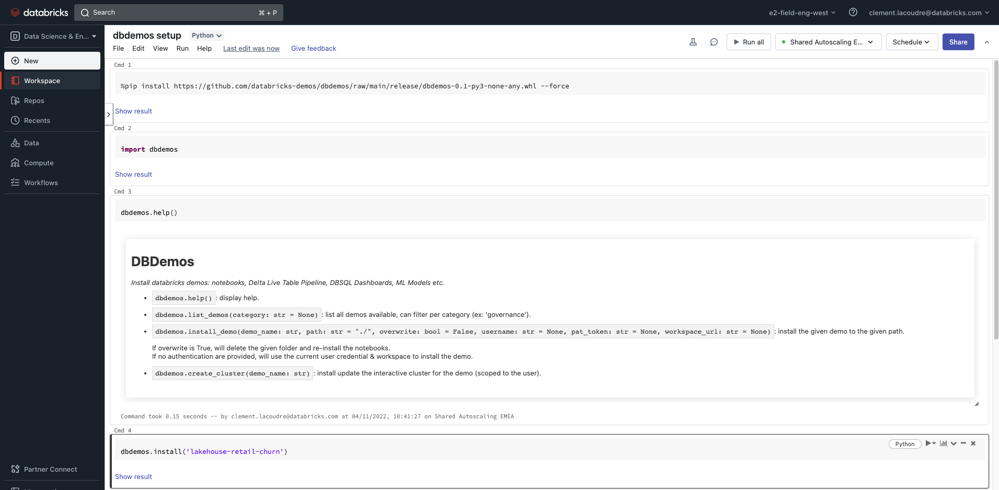 databricks
Search
⌘ + P
e2-field-eng-west
clement.lacoudre@databricks.com
Data Science & En...
New
Workspace
Repos
Recents
Data
Compute
Workflows
Partner Connect
dbdemos setup
Python
File Edit View Run Help Last edit was now Give feedback
Run all
Shared Autoscaling E...
Schedule
Share
Cmd 1
%pip install https://github.com/databricks-demos/dbdemos/raw/main/release/dbdemos-0.1-py3-none-any.whl --force
Show result
Cmd 2
import dbdemos
Show result
Cmd 3
dbdemos.help()
DBDemos
Install databricks demos: notebooks, Delta Live Table Pipeline, DBSQL Dashboards, ML Models etc.
• dbdemos.help() : display help.
• dbdemos.list_demos(category: str = None) : list all demos available, can filter per category (ex: 'governance').
• dbdemos.install_demo(demo_name: str, path: str = "./", overwrite: bool = False, username: str = None, pat_token: str = None, workspace_url: str = None) : install the given demo to the given path.
If overwrite is True, will delete the given folder and re-install the notebooks.
If no authentication are provided, will use the current user credential & workspace to install the demo.
• dbdemos.create_cluster(demo_name: str) : install update the interactive cluster for the demo (scoped to the user).
Command took 0.15 seconds -- by clement.lacoudre@databricks.com at 04/11/2022, 10:41:27 on Shared Autoscaling EMEA
Cmd 4
Python
dbdemos.install('lakehouse-retail-churn')
Show result